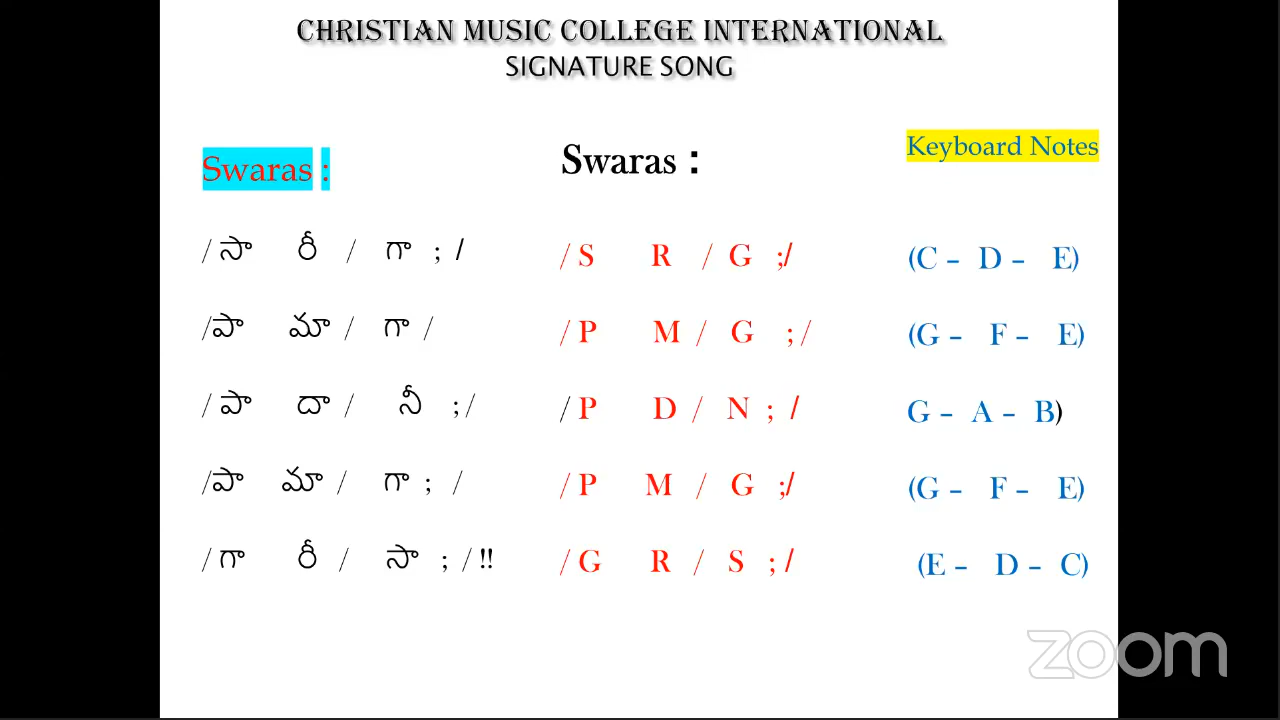 CHRISTIAN MUSIC COLLEGE INTERNATIONAL
SIGNATURE SONG
Swaras :
Swaras :
Keyboard Notes
/ సా రీ / గా ; /
/ S R / G ;/
(C – D – E)
/పా మా / గా /
/ P M / G ; /
(G – F – E)
/ పా దా / నీ ; /
/ P D / N ; /
G – A – B)
/పా మా / గా ; /
/ P M / G ;/
(G – F – E)
/ గా రీ / సా ; / !!
/ G R / S ; /
(E – D – C)
zoom